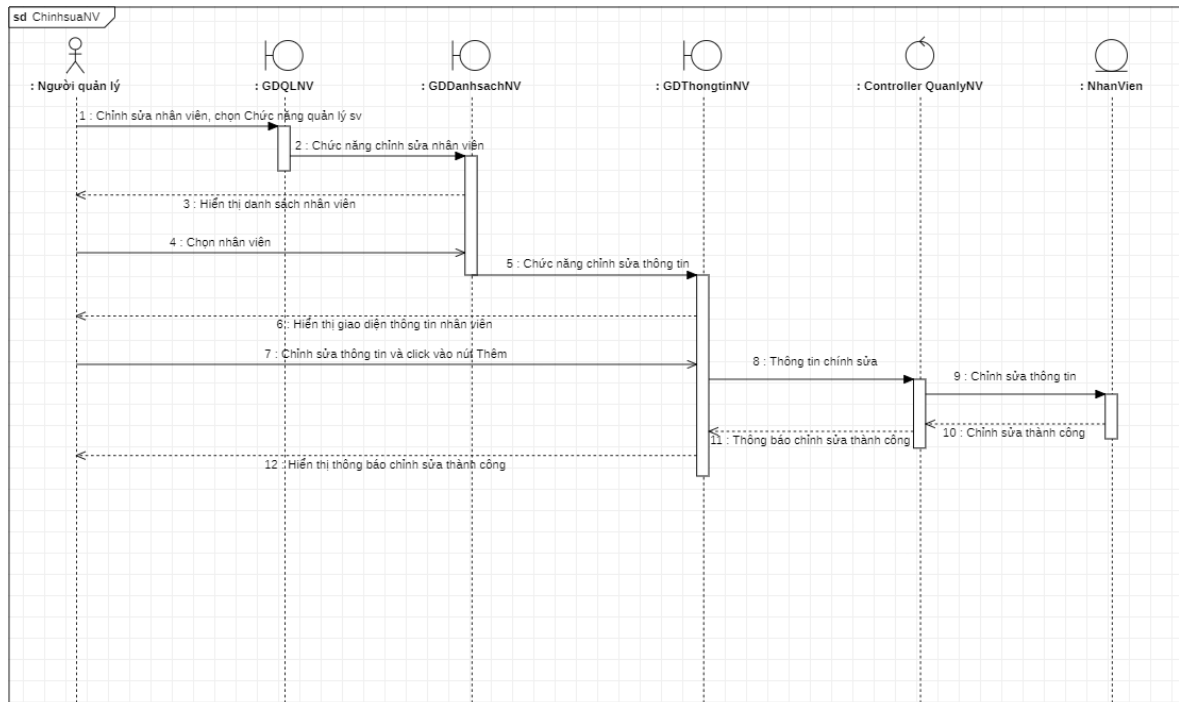 sd ChinhsuaNV
: Người quản lý
: GDQLNV
: GDDanhsachNV
: GDThongtinNV
: Controller QuanlyNV
: NhanVien
1 : Chỉnh sửa nhân viên, chọn Chức năng quản lý sv
2 : Chức năng chỉnh sửa nhân viên
3 : Hiển thị danh sách nhân viên
4 : Chọn nhân viên
5 : Chức năng chỉnh sửa thông tin
6 : Hiển thị giao diện thông tin nhân viên
7 : Chỉnh sửa thông tin và click vào nút Thêm
8 : Thông tin chính sửa
9 : Chỉnh sửa thông tin
10 : Chỉnh sửa thành công
11 : Thông báo chỉnh sửa thành công
12 : Hiển thị thông báo chỉnh sửa thành công